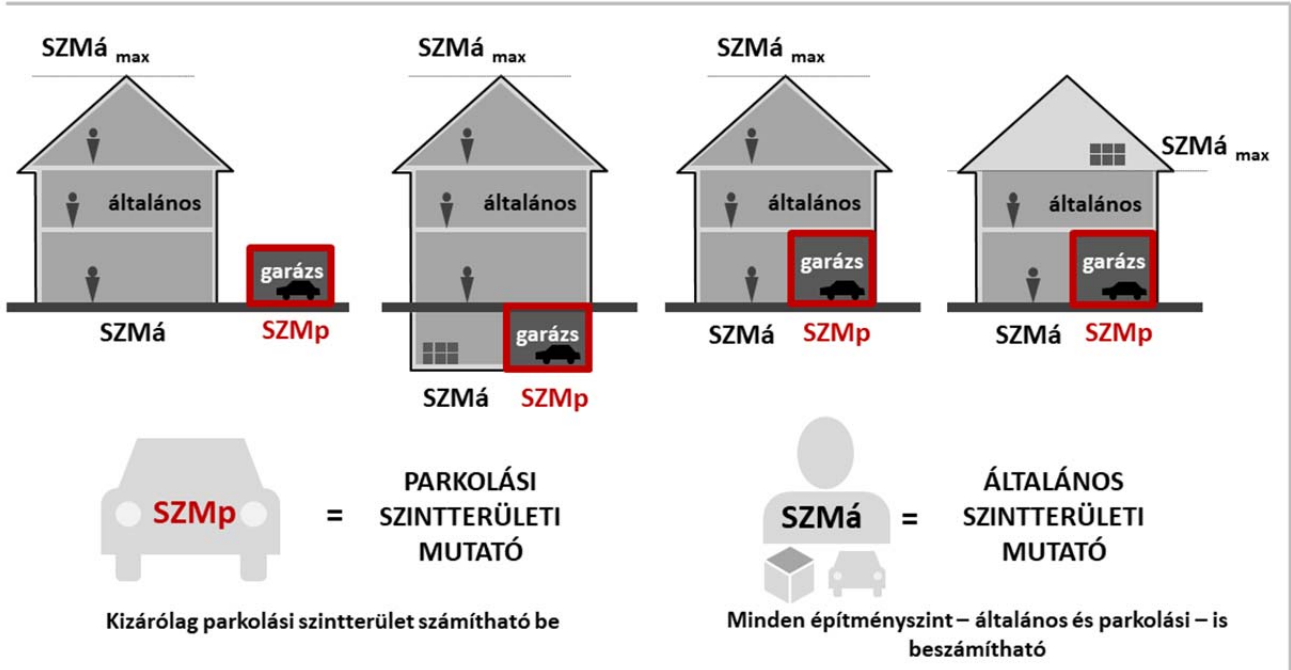 SZMá max
általános
garázs
SZMá
SZMp
SZMá max
általános
garázs
SZMá
SZMp
SZMá max
általános
garázs
SZMá
SZMp
SZMá max
általános
garázs
SZMá
SZMp
SZMp
=
PARKOLÁSI
SZINTTERÜLETI
MUTATÓ
Kizárólag parkolási szintterület számítható be
SZMá
=
ÁLTALÁNOS
SZINTTERÜLETI
MUTATÓ
Minden építményszint – általános és parkolási – is
beszámítható